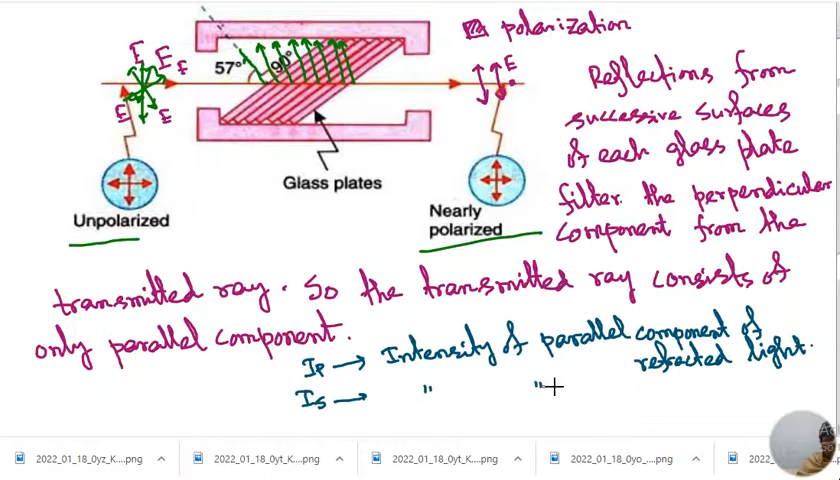 polarization
E
E
E
57°
90°
E
E
E
Reflections from
successive surfaces
of each glass plate
filter the perpendicular
component from the
Glass plates
Unpolarized
Nearly
polarized
transmitted ray. So the transmitted ray consists of
only parallel component.
Ip → Intensity of parallel component of
refracted light.
Is → " "
2022_01_18_0yz_K....png
2022_01_18_0yt_K....png
2022_01_18_0yt_K....png
2022_01_18_0yo_....png
2022_01_18_0